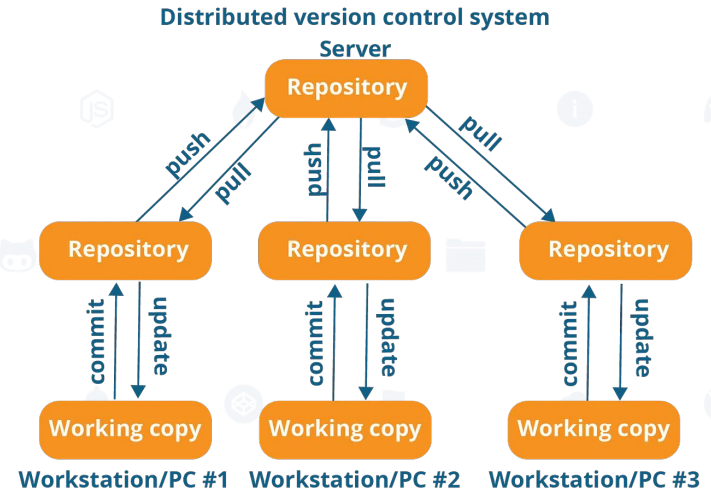 Distributed version control system
Server
Repository
push
pull
push
pull
push
pull
Repository
Repository
Repository
commit
update
commit
update
commit
update
Working copy
Working copy
Working copy
Workstation/PC #1
Workstation/PC #2
Workstation/PC #3
JS